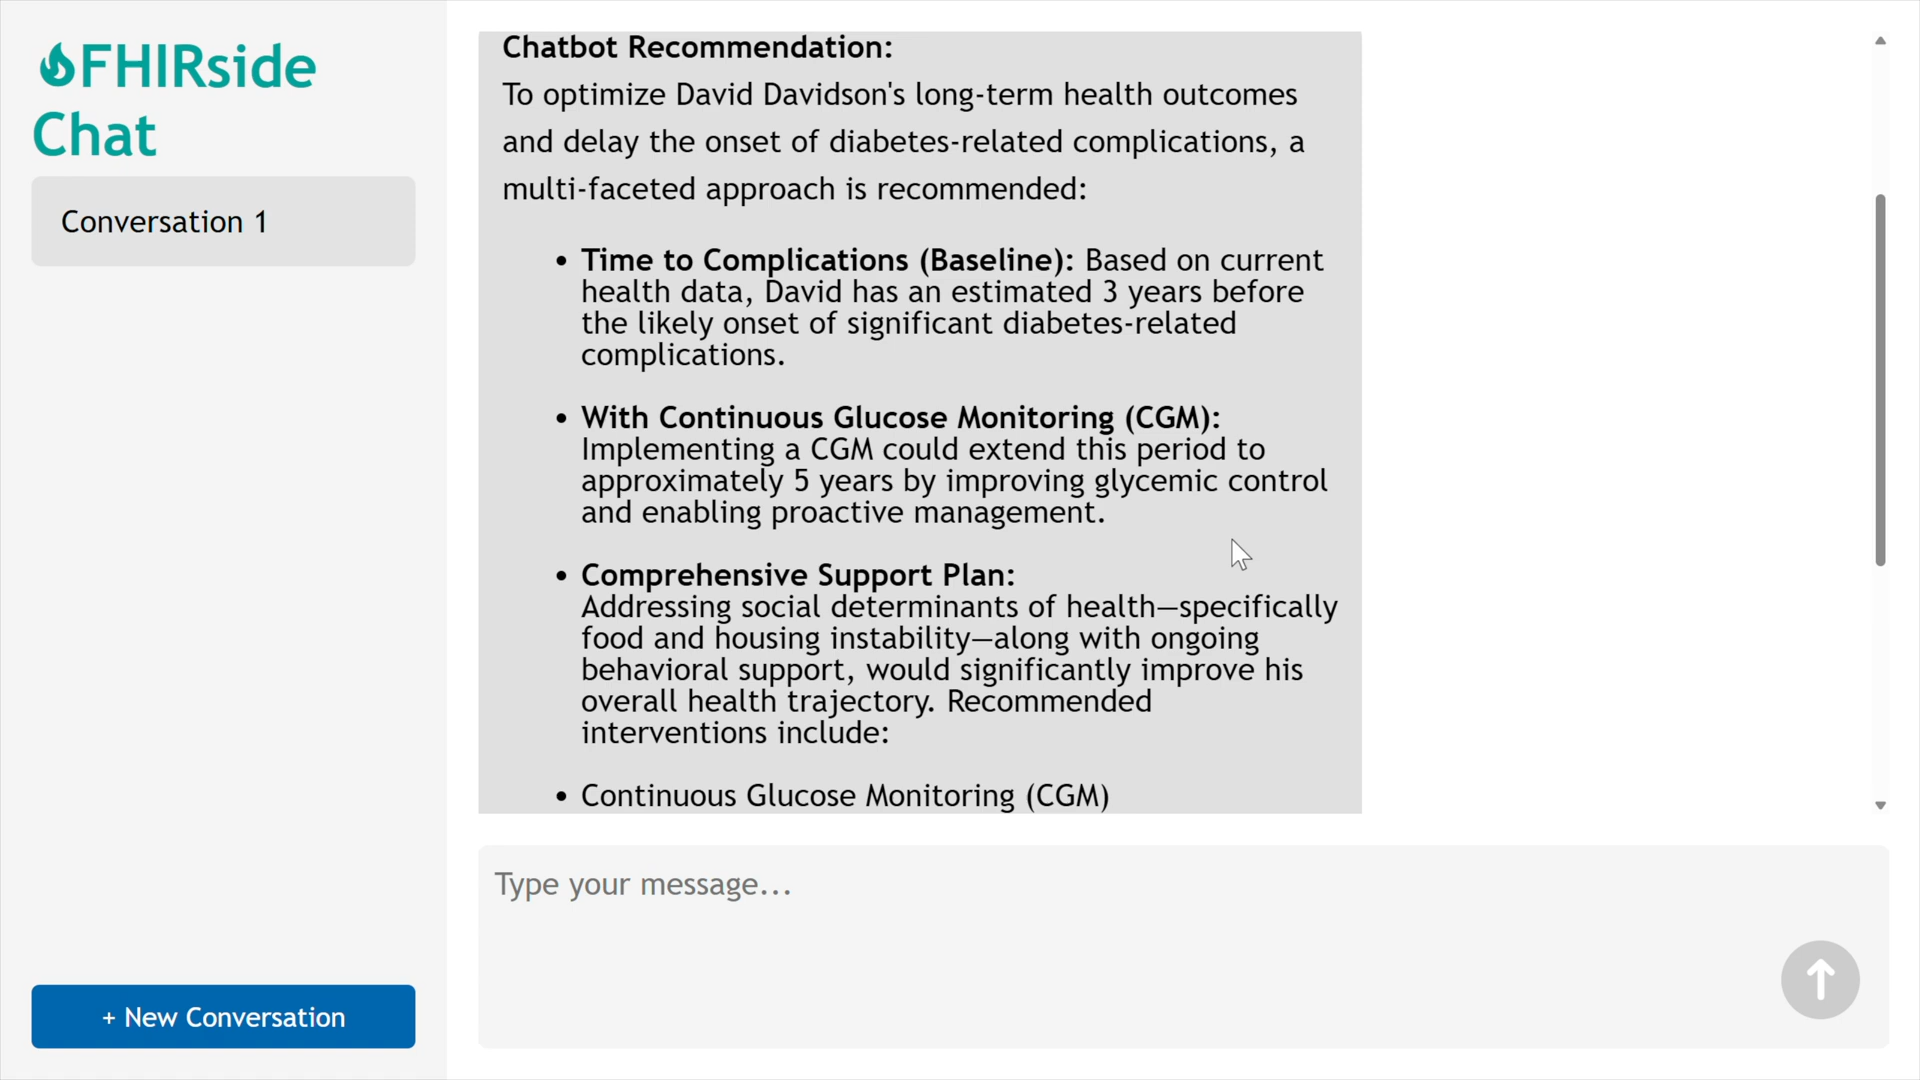 FHIRside
Chat
Conversation 1
+ New Conversation
Chatbot Recommendation:
To optimize David Davidson's long-term health outcomes
and delay the onset of diabetes-related complications, a
multi-faceted approach is recommended:
• Time to Complications (Baseline): Based on current
health data, David has an estimated 3 years before
the likely onset of significant diabetes-related
complications.
• With Continuous Glucose Monitoring (CGM):
Implementing a CGM could extend this period to
approximately 5 years by improving glycemic control
and enabling proactive management.
• Comprehensive Support Plan:
Addressing social determinants of health—specifically
food and housing instability—along with ongoing
behavioral support, would significantly improve his
overall health trajectory. Recommended
interventions include:
• Continuous Glucose Monitoring (CGM)
Type your message...